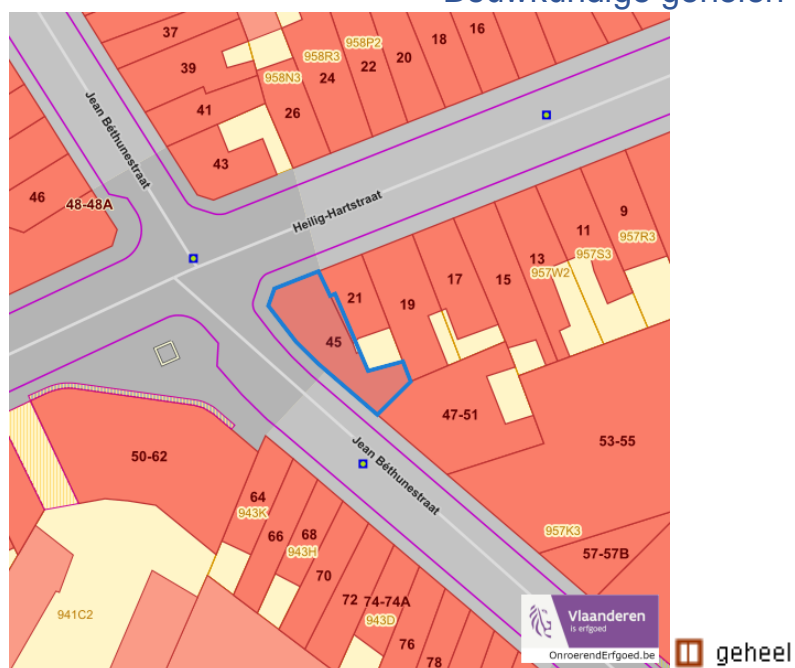 Bouwkundige gehelen
37
39
41
43
958N3
958R3
958P2
24
22
20
18
16
26
Jean Béthunestraat
46
48-48A
Heilig-Hartstraat
9
957R3
11
957S3
13
957W2
15
17
19
21
45
47-51
53-55
957K3
57-57B
50-62
Jean Béthunestraat
64
943K
66
68
943H
70
72
74-74A
943D
76
78
941C2
Vlaanderen
is erfgoed
OnroerendErfgoed.be
geheel